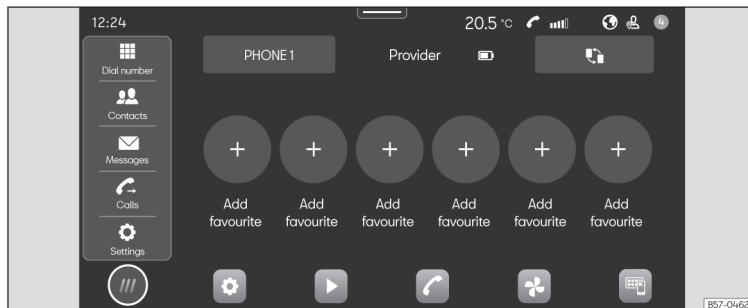 12:24
20.5 °C
4
PHONE 1
Provider
Dial number
Contacts
Messages
Calls
Settings
Add
favourite
Add
favourite
Add
favourite
Add
favourite
Add
favourite
Add
favourite
B57-0462